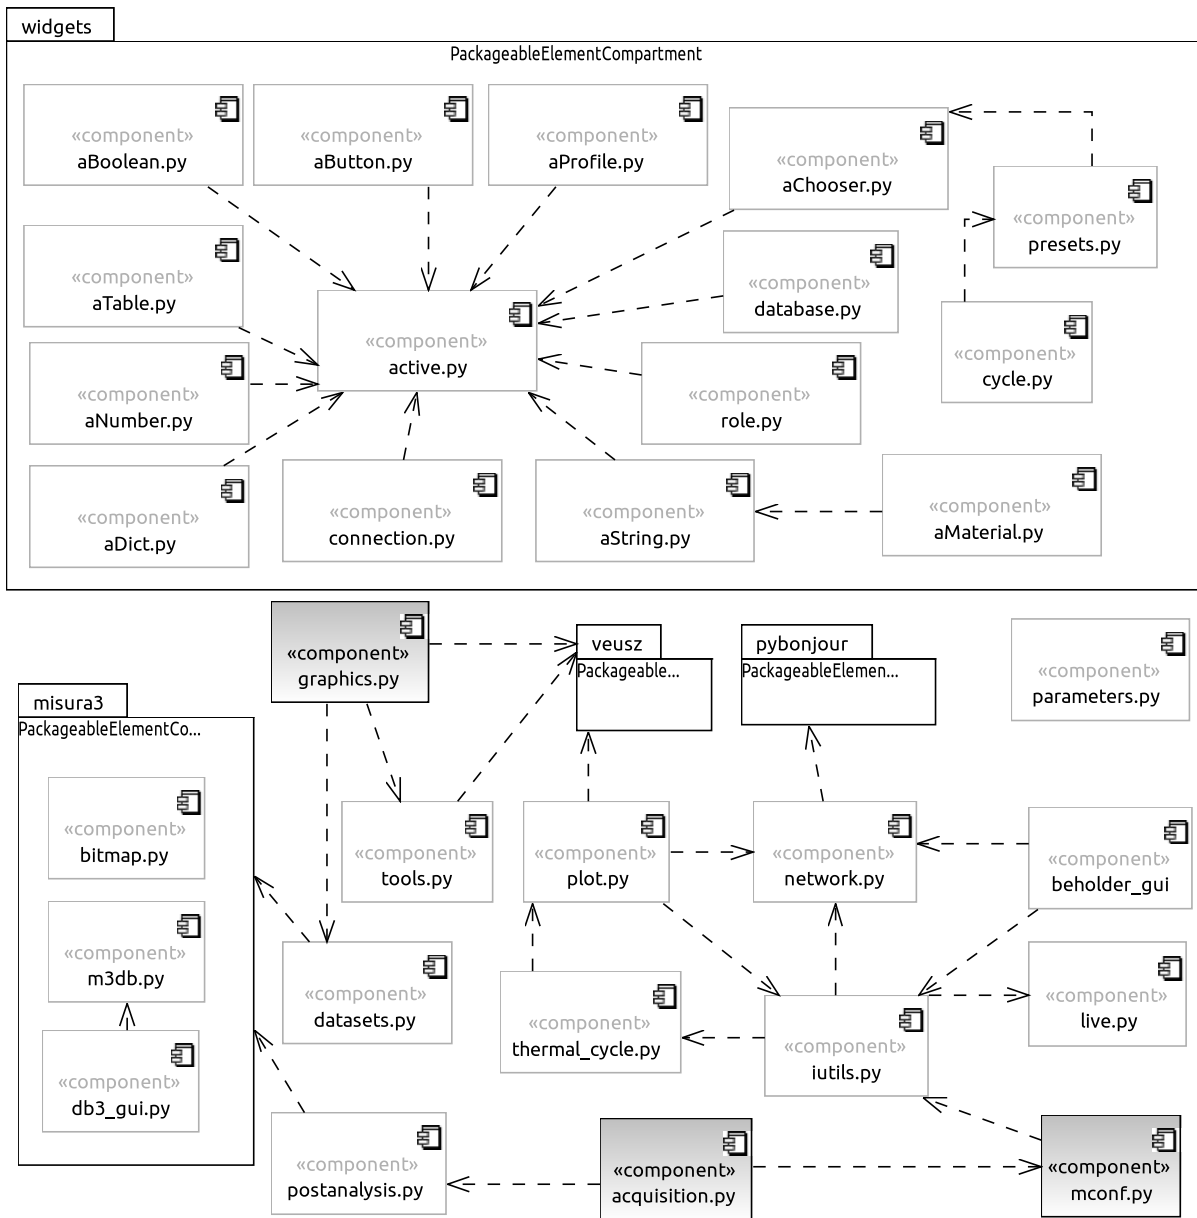 widgets
PackageableElementCompartment
«component»
aBoolean.py
«component»
aButton.py
«component»
aProfile.py
«component»
aChooser.py
«component»
presets.py
«component»
aTable.py
«component»
database.py
«component»
active.py
«component»
cycle.py
«component»
aNumber.py
«component»
role.py
«component»
aDict.py
«component»
connection.py
«component»
aString.py
«component»
aMaterial.py
«component»
graphics.py
veusz
Packageable...
pybonjour
PackageableElemen...
«component»
parameters.py
misura3
PackageableElementCo...
«component»
bitmap.py
«component»
tools.py
«component»
plot.py
«component»
network.py
«component»
beholder_gui
«component»
m3db.py
«component»
datasets.py
«component»
thermal_cycle.py
«component»
iutils.py
«component»
live.py
«component»
db3_gui.py
«component»
postanalysis.py
«component»
acquisition.py
«component»
mconf.py